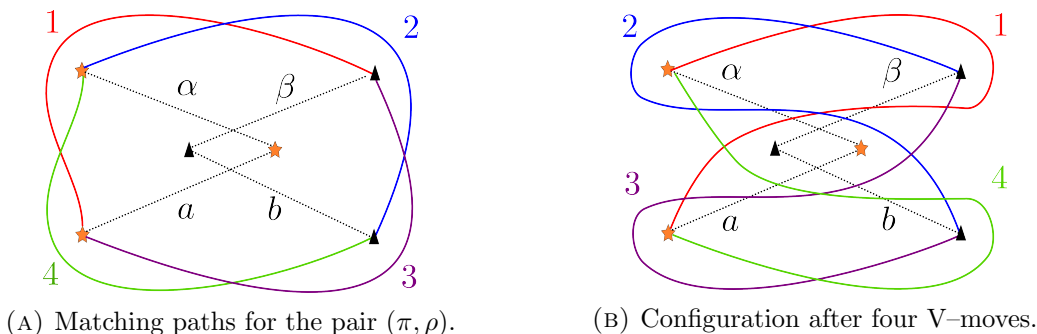 1
2
α
β
a
b
4
3
(A) Matching paths for the pair (π, ρ).
2
1
α
β
3
4
a
b
(B) Configuration after four V–moves.